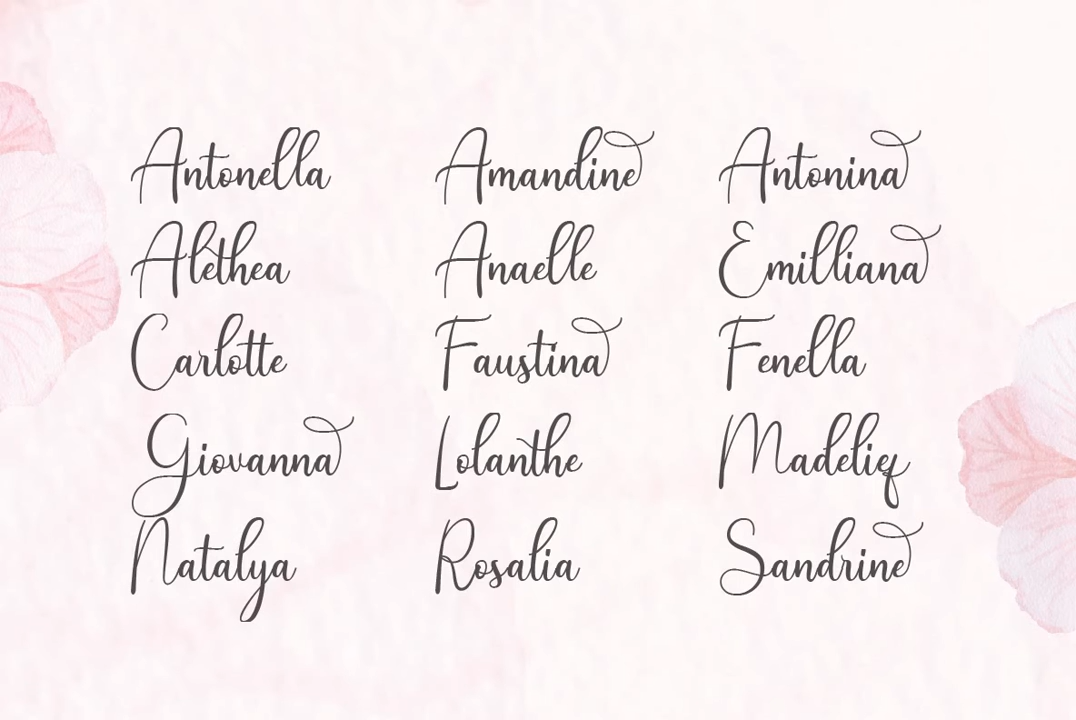 Antonella Amandine Antonina
Alethea Anaelle Emilliana
Carlotte Faustina Fenella
Giovanna Lolanthe Madelief
Natalya Rosalia Sandrine